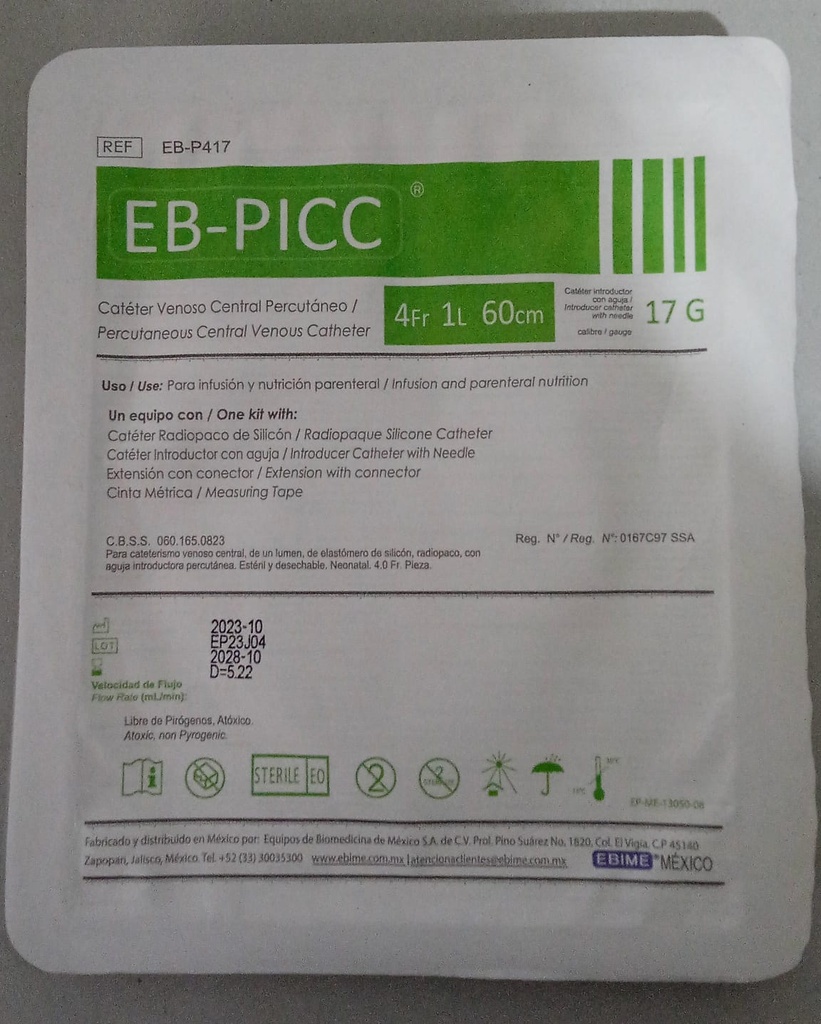 REF EB-P417
EB-PICC ®
Catéter Venoso Central Percutáneo /
Percutaneous Central Venous Catheter
4Fr 1L 60cm
Catéter introductor
con aguja /
Introducer catheter
with needle
calibre / gauge
17 G
Uso / Use: Para infusión y nutrición parenteral / Infusion and parenteral nutrition
Un equipo con / One kit with:
Catéter Radiopaco de Silicón / Radiopaque Silicone Catheter
Catéter Introductor con aguja / Introducer Catheter with Needle
Extensión con conector / Extension with connector
Cinta Métrica / Measuring Tape
C.B.S.S. 060.165.0823
Reg. N° / Reg. N°: 0167C97 SSA
Para cateterismo venoso central, de un lumen, de elastómero de silicón, radiopaco, con
aguja introductora percutánea. Estéril y desechable. Neonatal. 4.0 Fr. Pieza.
2023-10
LOT EP23J04
2028-10
D=5.22
Velocidad de Flujo
Flow Rate (mL/min):
Libre de Pirógenos, Atóxico.
Atoxic, non Pyrogenic.
STERILE EO
2
2
EP-ME-13050-08
Fabricado y distribuido en México por: Equipos de Biomedicina de México S.A. de C.V. Prol. Pino Suárez No. 1820, Col. El Vigía, C.P 45140
Zapopan, Jalisco, México. Tel. +52 (33) 30035300 www.ebime.com.mx | atencionaclientes@ebime.com.mx
EBIME® MÉXICO